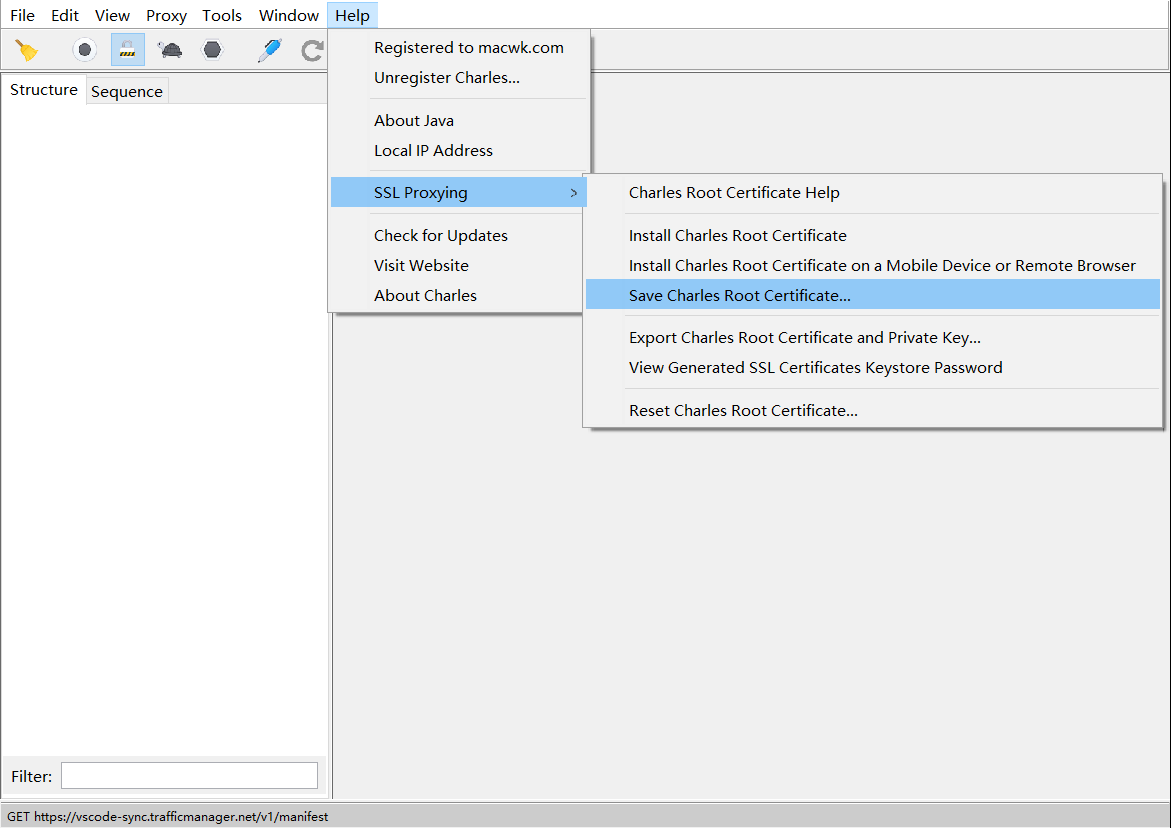 File Edit View Proxy Tools Window Help
Registered to macwk.com
Unregister Charles...
About Java
Local IP Address
SSL Proxying >
Check for Updates
Visit Website
About Charles
Charles Root Certificate Help
Install Charles Root Certificate
Install Charles Root Certificate on a Mobile Device or Remote Browser
Save Charles Root Certificate...
Export Charles Root Certificate and Private Key...
View Generated SSL Certificates Keystore Password
Reset Charles Root Certificate...
Structure Sequence
Filter:
GET https://vscode-sync.trafficmanager.net/v1/manifest